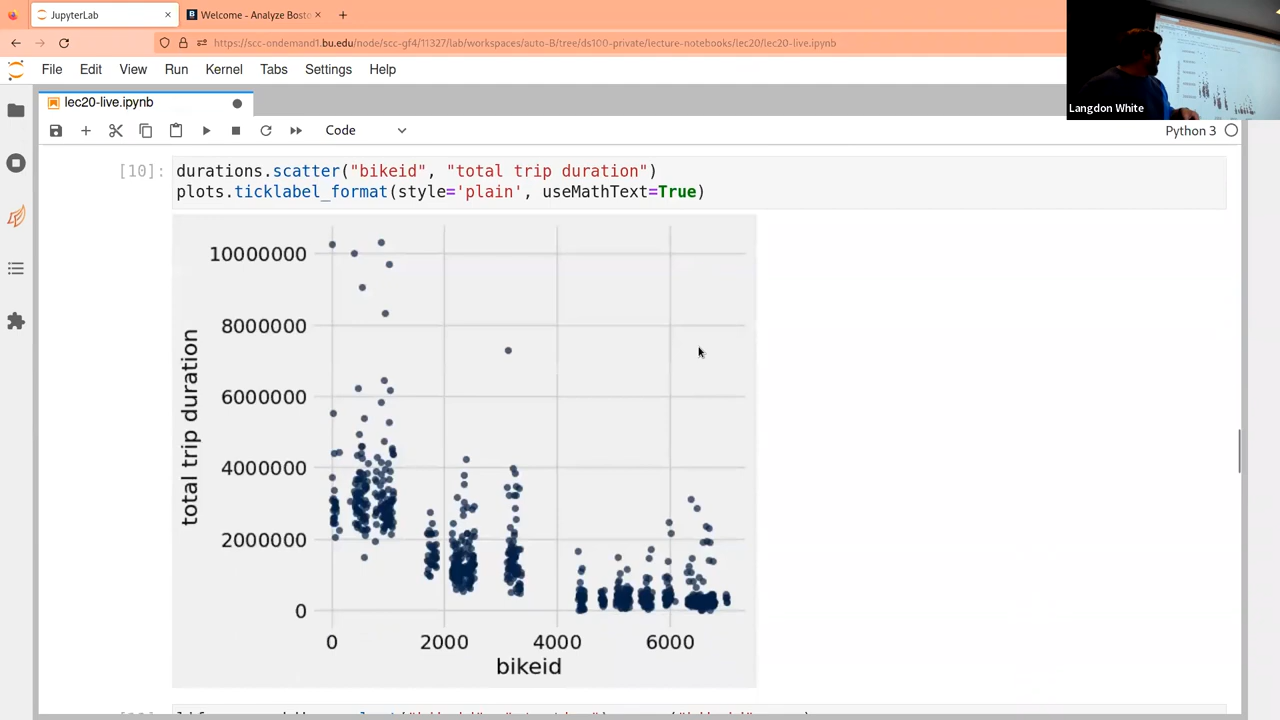 JupyterLab
Welcome - Analyze Bosto
https://scc-ondemand1.bu.edu/node/scc-gf4/11327/lab/workspaces/auto-B/tree/ds100-private/lecture-notebooks/lec20/lec20-live.ipynb
File Edit View Run Kernel Tabs Settings Help
Langdon White
lec20-live.ipynb
Code
Python 3
[10]:
durations.scatter("bikeid", "total trip duration")
plots.ticklabel_format(style='plain', useMathText=True)
total trip duration
10000000
8000000
6000000
4000000
2000000
0
0 2000 4000 6000
bikeid